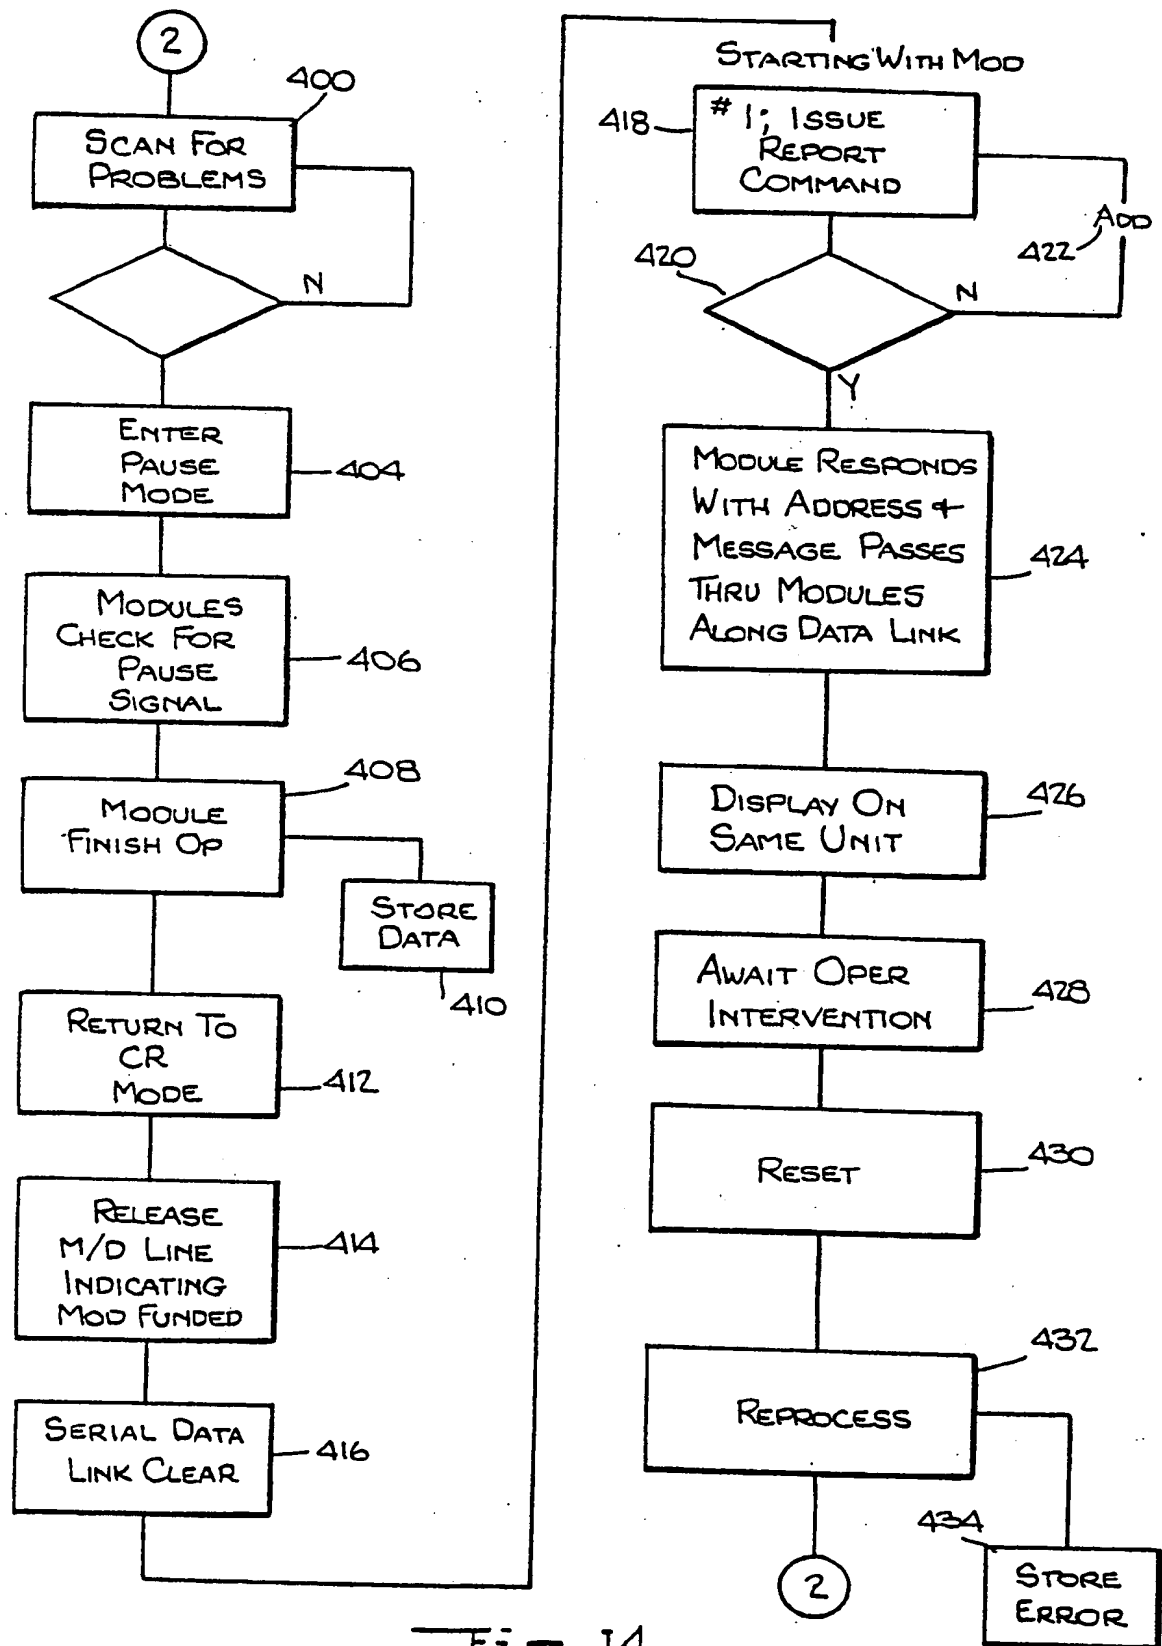 2
400
SCAN FOR
PROBLEMS
N
ENTER
PAUSE
MODE
404
MODULES
CHECK FOR
PAUSE
SIGNAL
406
408
MODULE
FINISH OP
STORE
DATA
410
RETURN TO
CR
MODE
412
RELEASE
M/D LINE
INDICATING
MOD FUNDED
414
SERIAL DATA
LINK CLEAR
416
STARTING WITH MOD
# 1; ISSUE
REPORT
COMMAND
418
ADD
422
420
N
Y
MODULE RESPONDS
WITH ADDRESS +
MESSAGE PASSES
THRU MODULES
ALONG DATA LINK
424
DISPLAY ON
SAME UNIT
426
AWAIT OPER
INTERVENTION
428
RESET
430
432
REPROCESS
434
STORE
ERROR
2